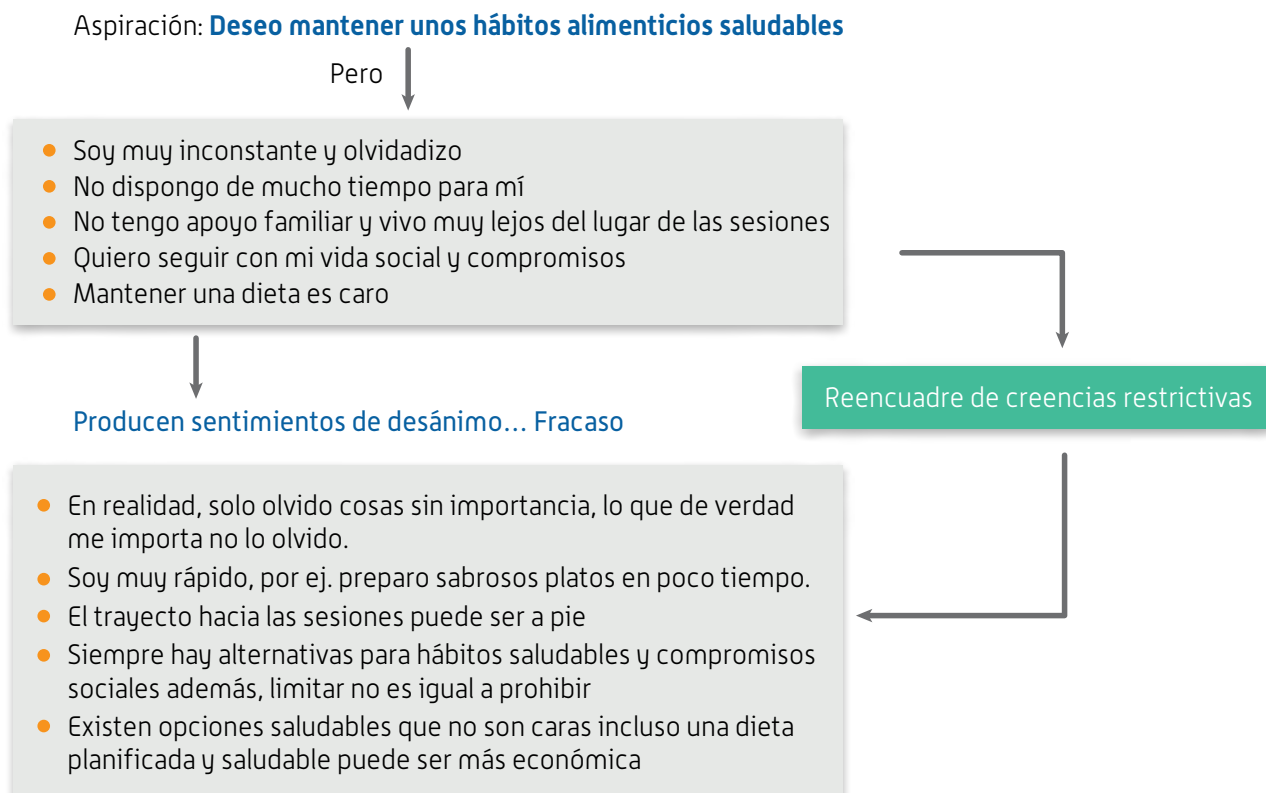 Aspiración: Deseo mantener unos hábitos alimenticios saludables
Pero
Soy muy inconstante y olvidadizo
No dispongo de mucho tiempo para mí
No tengo apoyo familiar y vivo muy lejos del lugar de las sesiones
Quiero seguir con mi vida social y compromisos
Mantener una dieta es caro
Reencuadre de creencias restrictivas
Producen sentimientos de desánimo... Fracaso
En realidad, solo olvido cosas sin importancia, lo que de verdad
me importa no lo olvido.
Soy muy rápido, por ej. preparo sabrosos platos en poco tiempo.
El trayecto hacia las sesiones puede ser a pie
Siempre hay alternativas para hábitos saludables y compromisos
sociales además, limitar no es igual a prohibir
Existen opciones saludables que no son caras incluso una dieta
planificada y saludable puede ser más económica